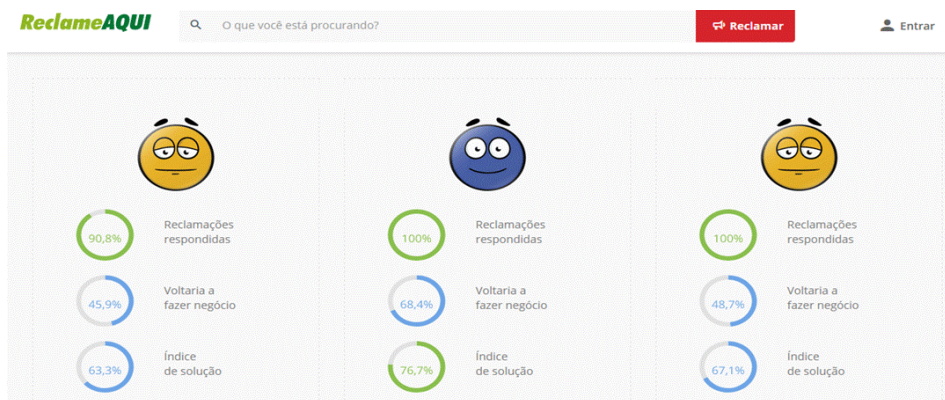 ReclameAQUI
O que você está procurando?
Reclamar
Entrar
90,8%
Reclamações
respondidas
45,9%
Voltaria a
fazer negócio
63,3%
Índice
de solução
100%
Reclamações
respondidas
68,4%
Voltaria a
fazer negócio
76,7%
Índice
de solução
100%
Reclamações
respondidas
48,7%
Voltaria a
fazer negócio
67,1%
Índice
de solução